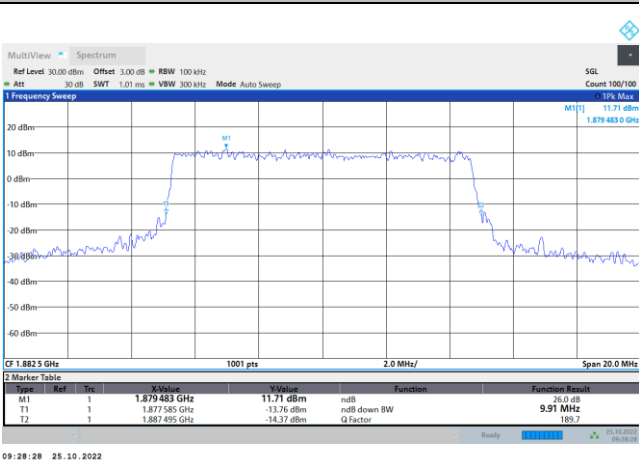 MultiView Spectrum
Ref Level 30.00 dBm Offset 3.00 dB RBW 100 kHz SGL
Att 30 dB SWT 1.01 ms VBW 300 kHz Mode Auto Sweep Count 100/100
1 Frequency Sweep 1Pk Max
M1[1] 11.71 dBm
1.879 483 0 GHz
20 dBm
M1
10 dBm
0 dBm
-10 dBm
-20 dBm
-30 dBm
-40 dBm
-50 dBm
-60 dBm
CF 1.882 5 GHz 1001 pts 2.0 MHz/ Span 20.0 MHz
2 Marker Table
Type Ref Trc X-Value Y-Value Function Function Result
M1 1 1.879 483 GHz 11.71 dBm ndB 26.0 dB
T1 1 1.877 585 GHz -13.76 dBm ndB down BW 9.91 MHz
T2 1 1.887 495 GHz -14.37 dBm Q Factor 189.7
Ready 25.10.2022
09:28:28
09:28:28 25.10.2022